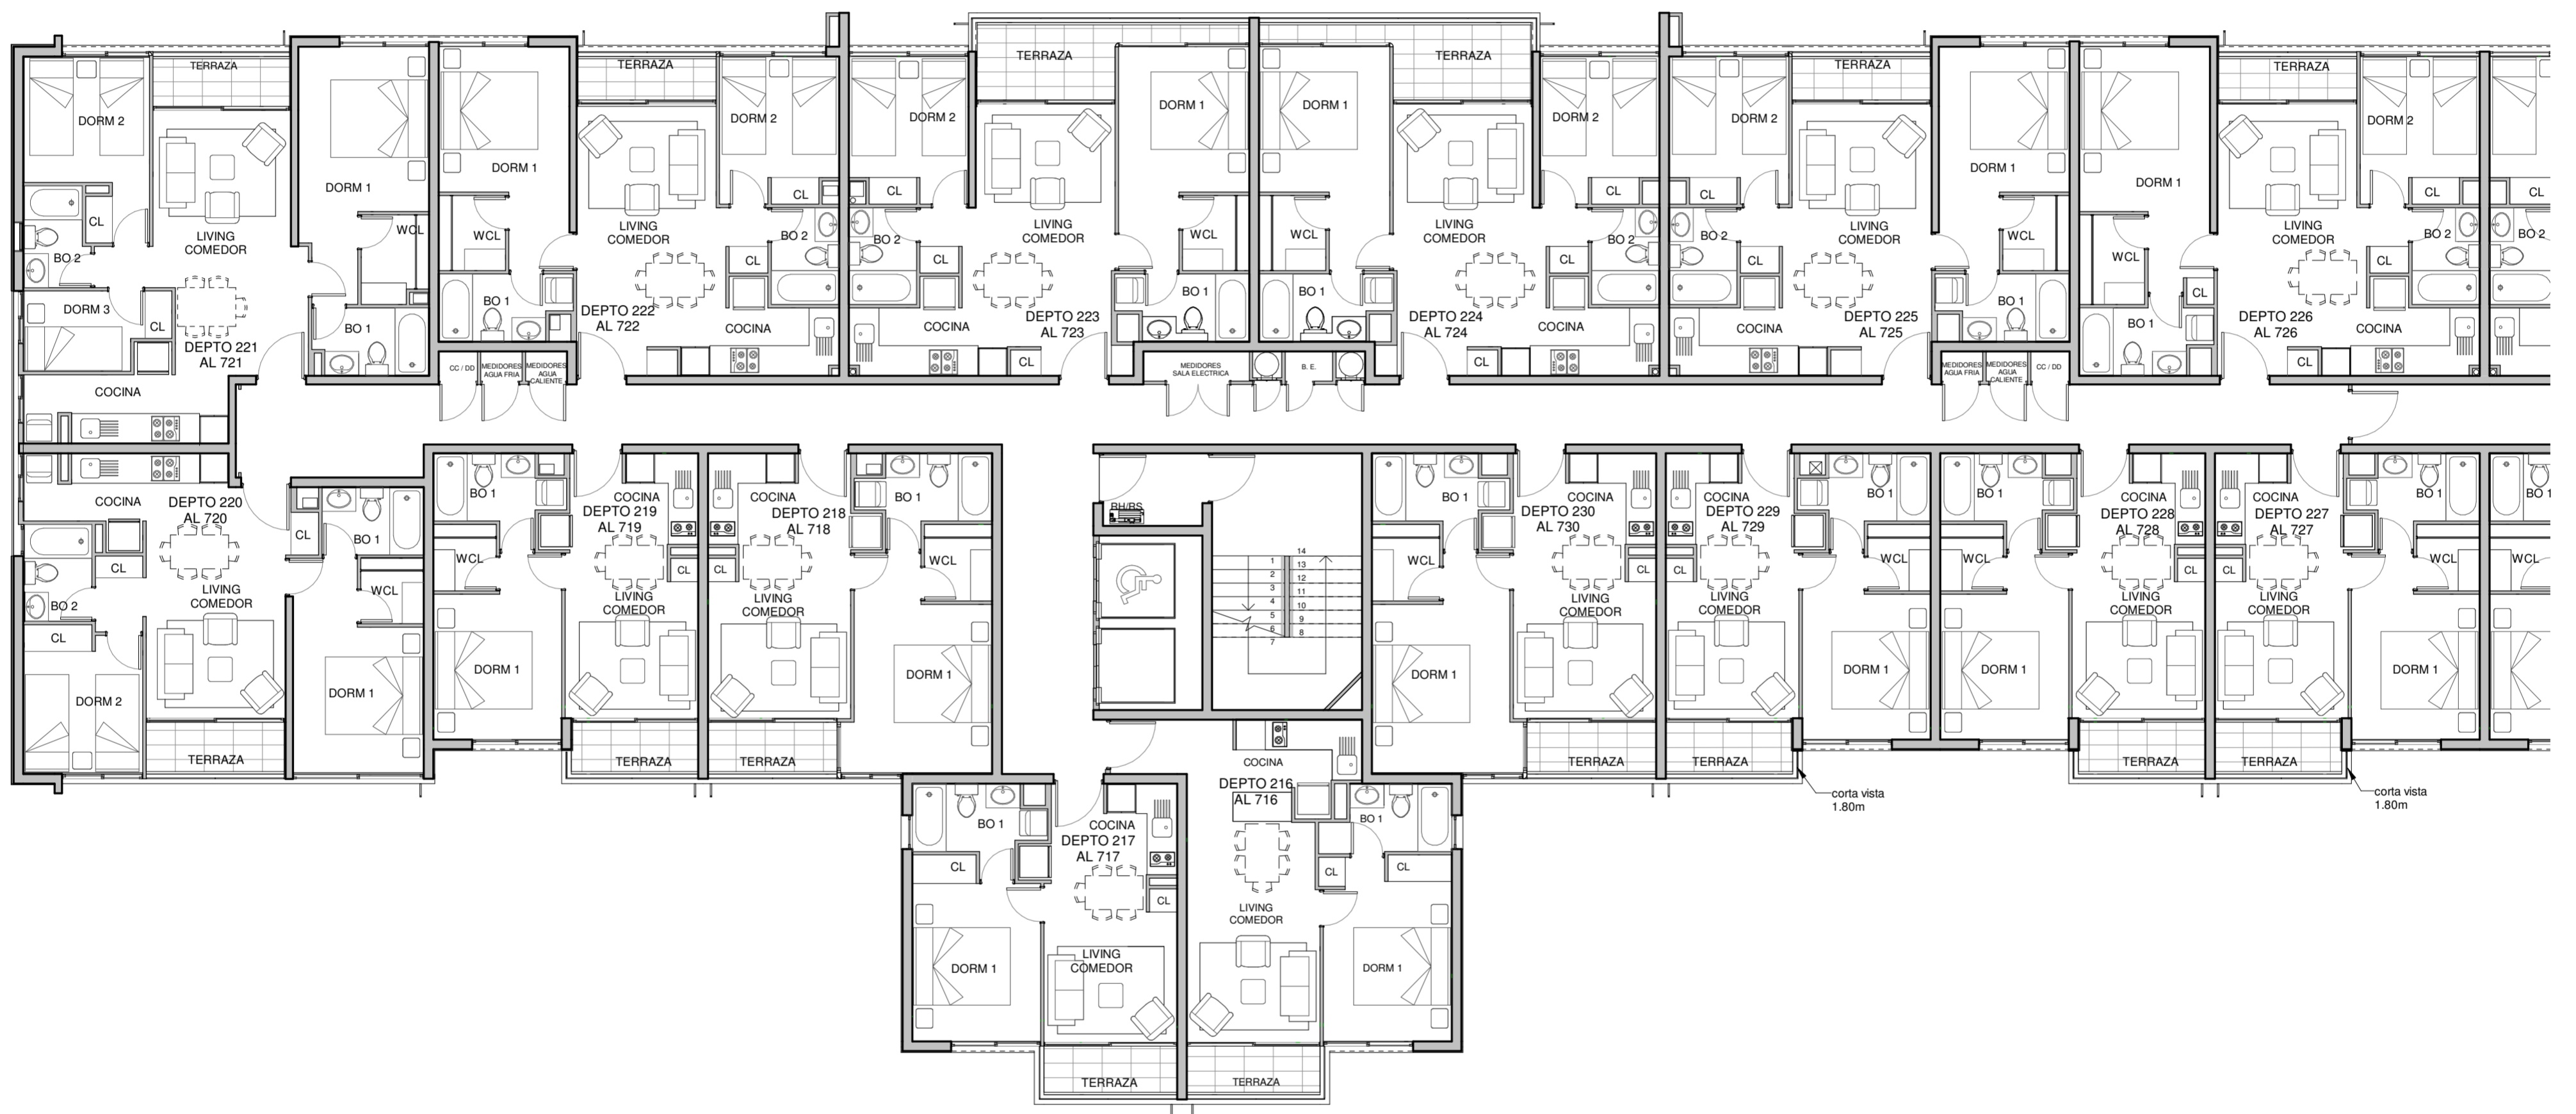 TERRAZA
TERRAZA
TERRAZA
TERRAZA
TERRAZA
TERRAZA
DORM 2
DORM 1
DORM 1
DORM 2
DORM 2
DORM 1
DORM 1
DORM 2
DORM 2
DORM 1
DORM 1
DORM 2
CL
WCL
WCL
CL
CL
WCL
WCL
CL
CL
WCL
WCL
CL
CL
LIVING
COMEDOR
LIVING
COMEDOR
LIVING
COMEDOR
LIVING
COMEDOR
LIVING
COMEDOR
LIVING
COMEDOR
BO 2
BO 2
BO 2
BO 2
BO 2
BO 2
BO 2
CL
CL
CL
CL
CL
CL
DORM 3
CL
BO 1
BO 1
BO 1
BO 1
BO 1
BO 1
DEPTO 221
AL 721
DEPTO 222
AL 722
DEPTO 223
AL 723
DEPTO 224
AL 724
DEPTO 225
AL 725
DEPTO 226
AL 726
COCINA
COCINA
COCINA
COCINA
COCINA
COCINA
CL
CL
CL
CC / DD
MEDIDORES
AGUA FRIA
MEDIDORES
AGUA
CALIENTE
MEDIDORES
SALA ELECTRICA
B. E.
MEDIDORES
AGUA FRIA
MEDIDORES
AGUA
CALIENTE
CC / DD
COCINA
DEPTO 220
AL 720
CL
BO 1
CL
WCL
BO 2
CL
LIVING
COMEDOR
DORM 2
DORM 1
TERRAZA
BO 1
COCINA
DEPTO 219
AL 719
WCL
CL
LIVING
COMEDOR
DORM 1
TERRAZA
COCINA
DEPTO 218
AL 718
BO 1
CL
WCL
LIVING
COMEDOR
DORM 1
TERRAZA
RH/RS
1
2
3
4
5
6
7
14
13
12
11
10
9
8
BO 1
COCINA
DEPTO 230
AL 730
WCL
CL
LIVING
COMEDOR
DORM 1
TERRAZA
COCINA
DEPTO 229
AL 729
BO 1
CL
WCL
LIVING
COMEDOR
DORM 1
TERRAZA
BO 1
COCINA
DEPTO 228
AL 728
WCL
CL
LIVING
COMEDOR
DORM 1
TERRAZA
COCINA
DEPTO 227
AL 727
BO 1
CL
WCL
LIVING
COMEDOR
DORM 1
TERRAZA
BO 1
WCL
corta vista
1.80m
corta vista
1.80m
BO 1
COCINA
DEPTO 217
AL 717
CL
CL
LIVING
COMEDOR
DORM 1
TERRAZA
COCINA
DEPTO 216
AL 716
BO 1
CL
CL
LIVING
COMEDOR
DORM 1
TERRAZA